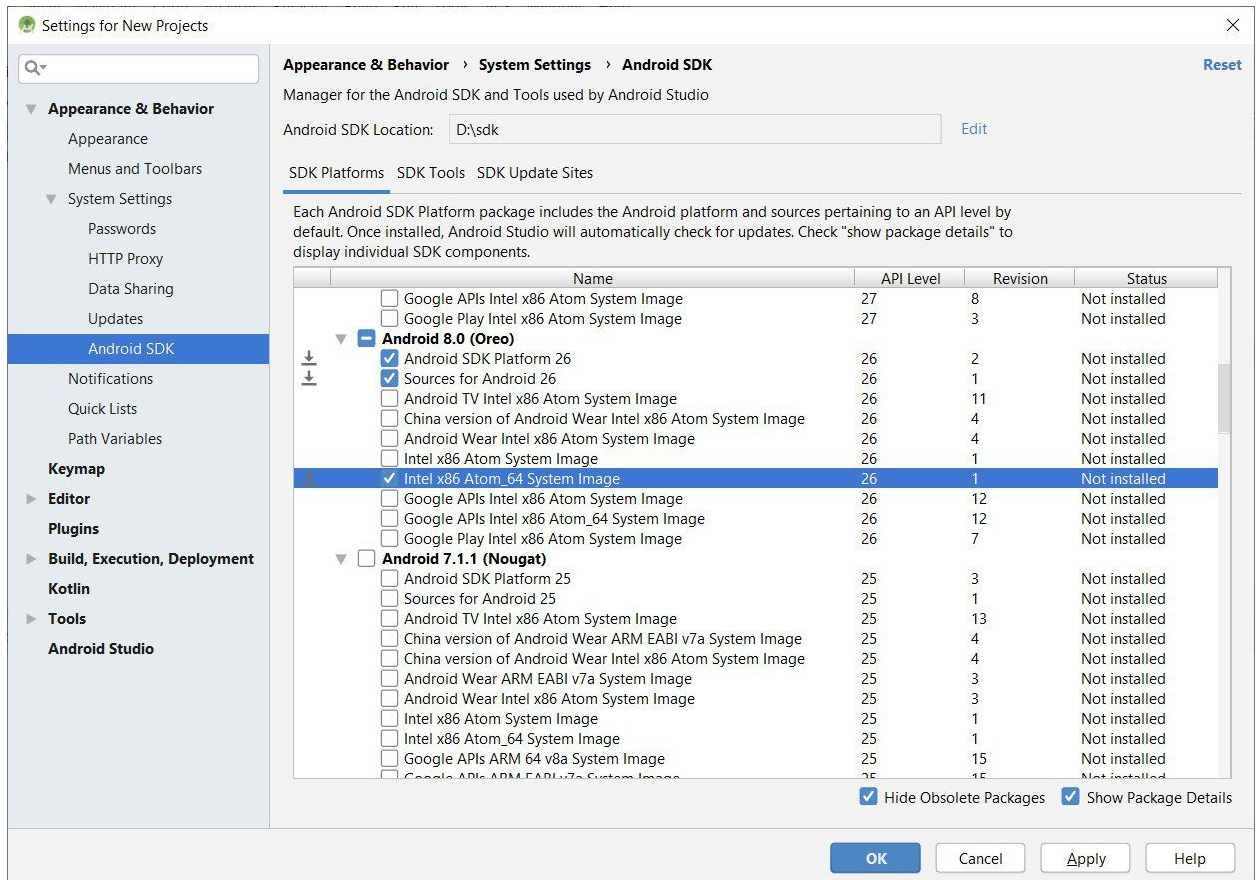 Settings for New Projects
Appearance & Behavior
Appearance
Menus and Toolbars
System Settings
Passwords
HTTP Proxy
Data Sharing
Updates
Android SDK
Notifications
Quick Lists
Path Variables
Keymap
Editor
Plugins
Build, Execution, Deployment
Kotlin
Tools
Android Studio
Appearance & Behavior › System Settings › Android SDK Reset
Manager for the Android SDK and Tools used by Android Studio
Android SDK Location: D:\sdk Edit
SDK Platforms SDK Tools SDK Update Sites
Each Android SDK Platform package includes the Android platform and sources pertaining to an API level by
default. Once installed, Android Studio will automatically check for updates. Check "show package details" to
display individual SDK components.
Name API Level Revision Status
Google APIs Intel x86 Atom System Image 27 8 Not installed
Google Play Intel x86 Atom System Image 27 3 Not installed
Android 8.0 (Oreo)
Android SDK Platform 26 26 2 Not installed
Sources for Android 26 26 1 Not installed
Android TV Intel x86 Atom System Image 26 11 Not installed
China version of Android Wear Intel x86 Atom System Image 26 4 Not installed
Android Wear Intel x86 Atom System Image 26 4 Not installed
Intel x86 Atom System Image 26 1 Not installed
Intel x86 Atom_64 System Image 26 1 Not installed
Google APIs Intel x86 Atom System Image 26 12 Not installed
Google APIs Intel x86 Atom_64 System Image 26 12 Not installed
Google Play Intel x86 Atom System Image 26 7 Not installed
Android 7.1.1 (Nougat)
Android SDK Platform 25 25 3 Not installed
Sources for Android 25 25 1 Not installed
Android TV Intel x86 Atom System Image 25 13 Not installed
China version of Android Wear ARM EABI v7a System Image 25 4 Not installed
China version of Android Wear Intel x86 Atom System Image 25 4 Not installed
Android Wear ARM EABI v7a System Image 25 3 Not installed
Android Wear Intel x86 Atom System Image 25 3 Not installed
Intel x86 Atom System Image 25 1 Not installed
Intel x86 Atom_64 System Image 25 1 Not installed
Google APIs ARM 64 v8a System Image 25 15 Not installed
Google APIs ARM EABI v7a System Image 25 15 Not installed
Hide Obsolete Packages Show Package Details
OK Cancel Apply Help